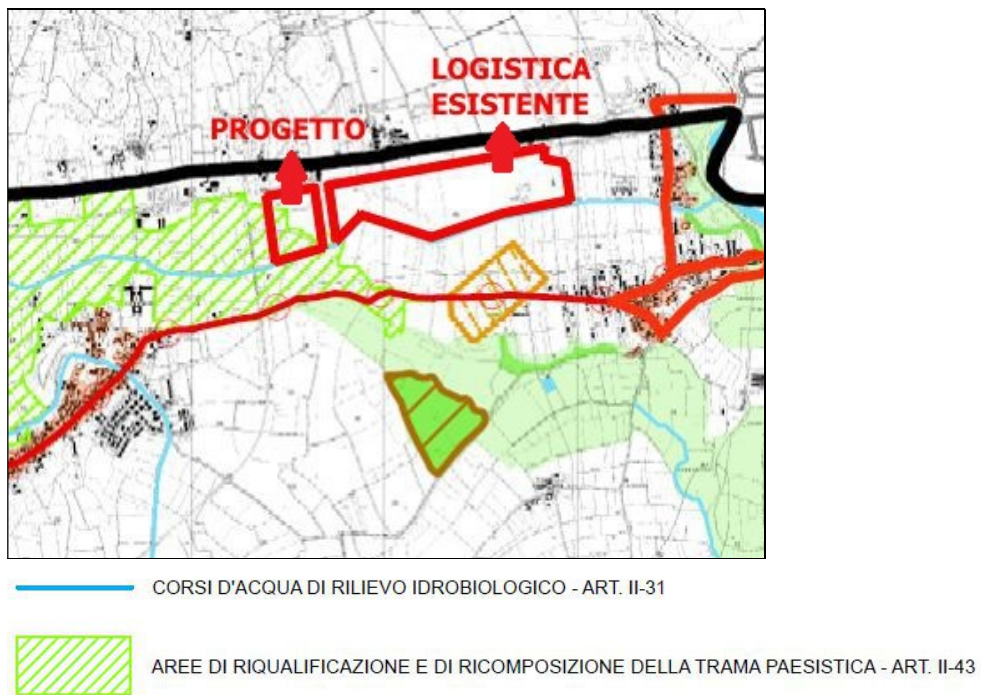 LOGISTICA
ESISTENTE
PROGETTO
CORSI D'ACQUA DI RILIEVO IDROBIOLOGICO - ART. II-31
AREE DI RIQUALIFICAZIONE E DI RICOMPOSIZIONE DELLA TRAMA PAESISTICA - ART. II-43